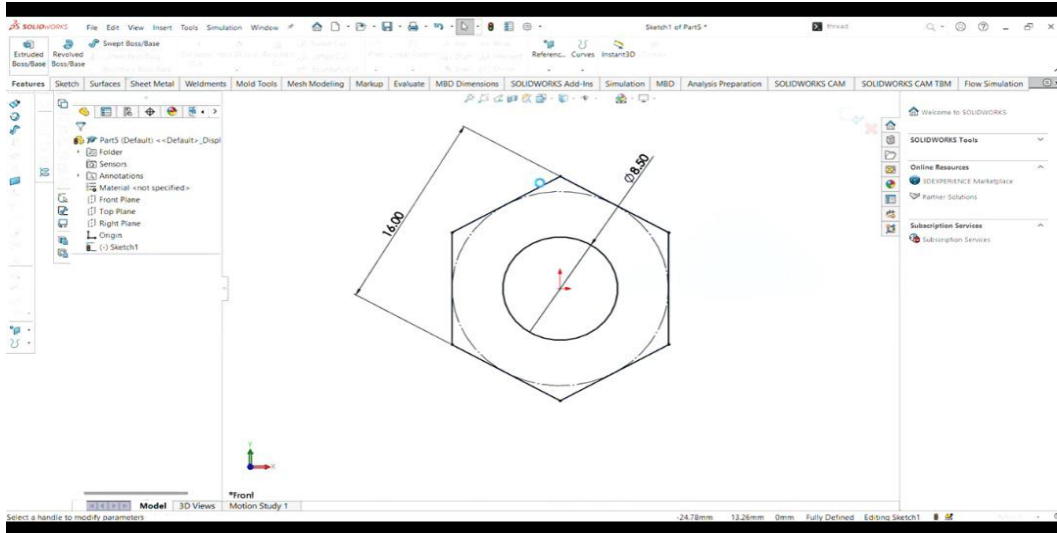 SOLIDWORKS File Edit View Insert Tools Simulation Window Sketch1 of Part5 * thread
Extruded Boss/Base Revolved Boss/Base Swept Boss/Base Referenc... Curves Instant3D
Features Sketch Surfaces Sheet Metal Weldments Mold Tools Mesh Modeling Markup Evaluate MBD Dimensions SOLIDWORKS Add-Ins Simulation MBD Analysis Preparation SOLIDWORKS CAM SOLIDWORKS CAM TBM Flow Simulation
Part5 (Default) <<Default>_Displ
Folder
Sensors
Annotations
Material <not specified>
Front Plane
Top Plane
Right Plane
Origin
(-) Sketch1
16.00
Ø8.50
Welcome to SOLIDWORKS
SOLIDWORKS Tools
Online Resources
3DEXPERIENCE Marketplace
Partner Solutions
Subscription Services
Subscription Services
Y
X
*Front
Model 3D Views Motion Study 1
Select a handle to modify parameters -24.78mm 13.26mm 0mm Fully Defined Editing Sketch1